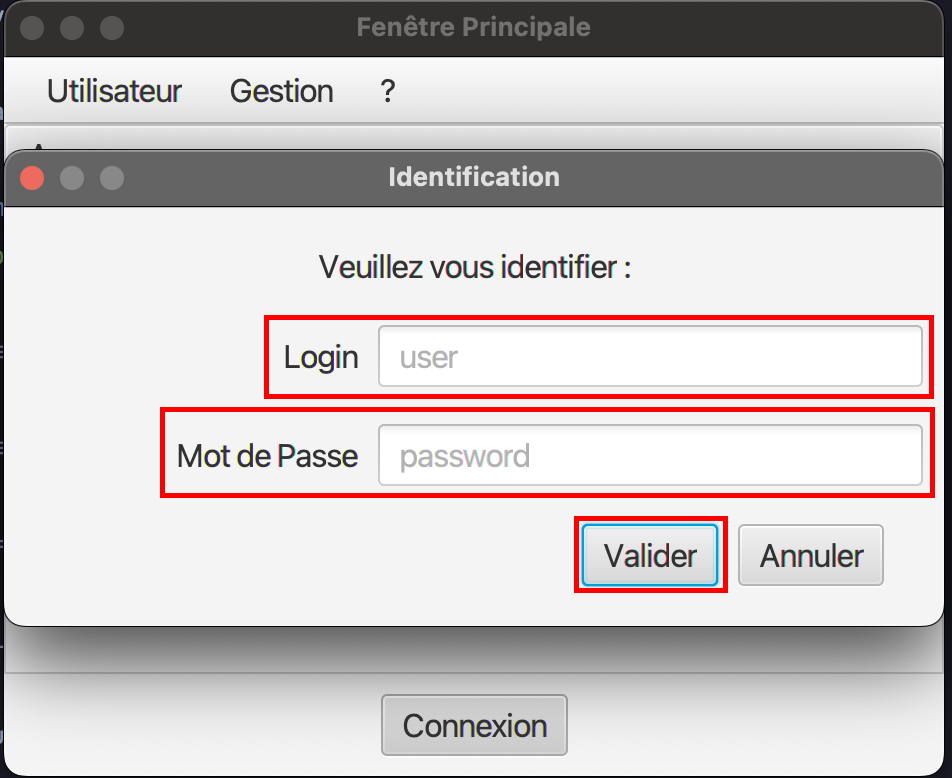 Fenêtre Principale
Utilisateur Gestion ?
Identification
Veuillez vous identifier :
Login user
Mot de Passe password
Valider Annuler
Connexion